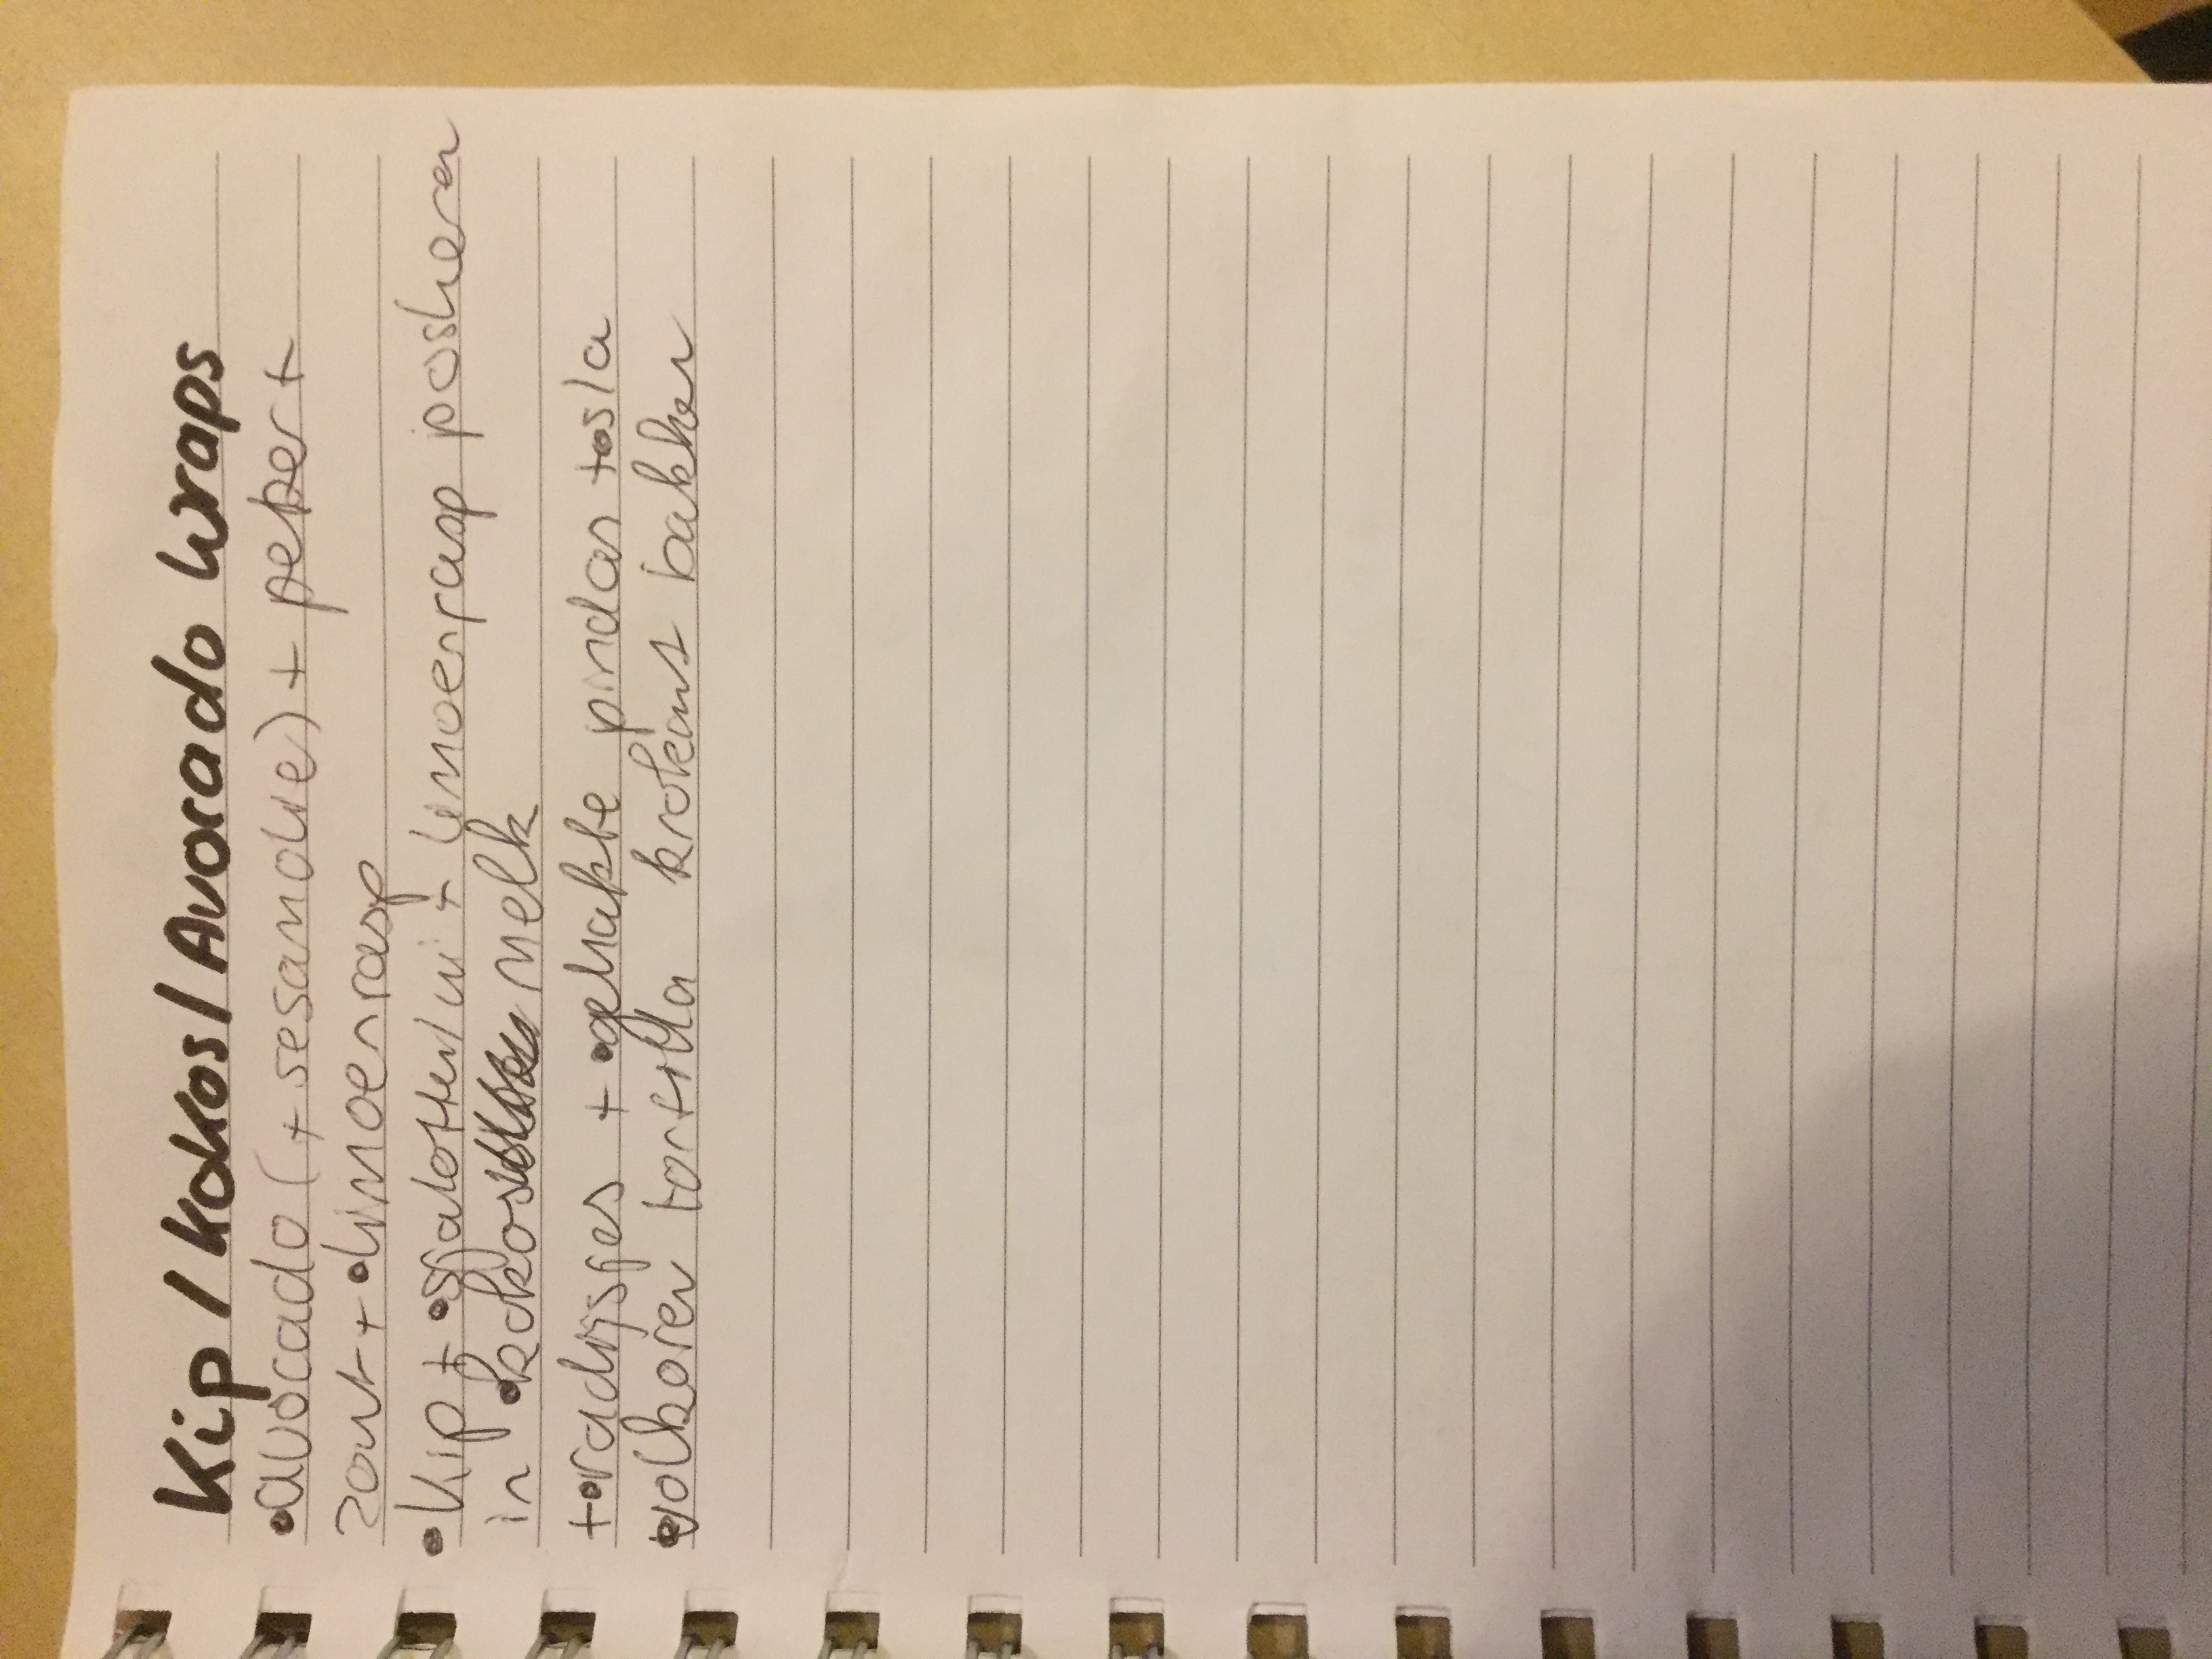 Kip / Kokos / Avocado Wraps
•avocado (+ sesamolie) + peper +
zout + •limoenrasp
•Kip + •sjalotten/ui + limoenrasp pocheren
in •kokos melk
+•radijsjes + •gehakte pindas +•sla
•volkoren tortilla krokant bakken